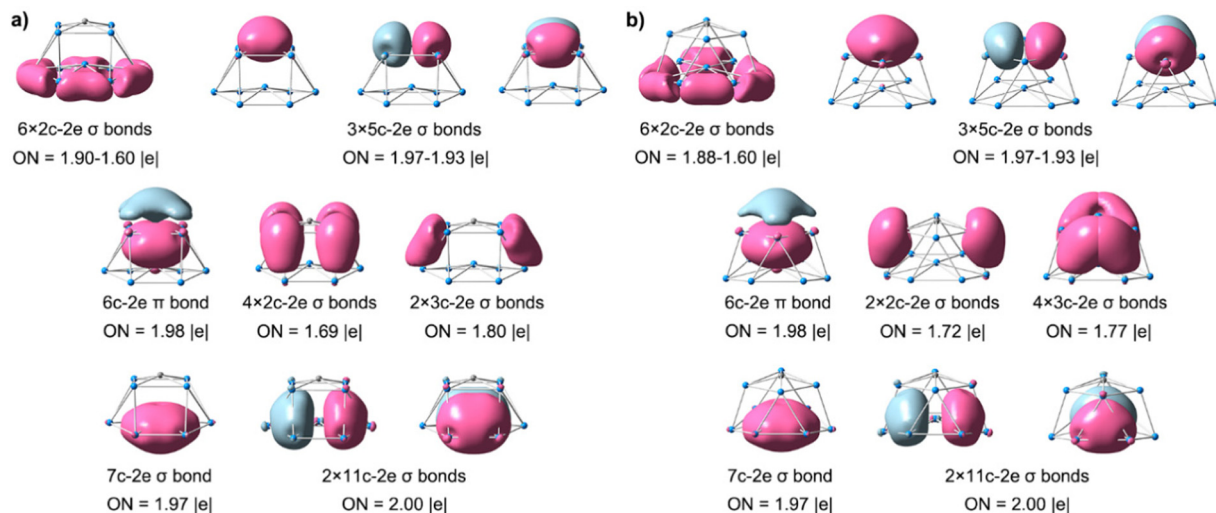 a)
6×2c-2e σ bonds
ON = 1.90-1.60 |e|
3×5c-2e σ bonds
ON = 1.97-1.93 |e|
6c-2e π bond
ON = 1.98 |e|
4×2c-2e σ bonds
ON = 1.69 |e|
2×3c-2e σ bonds
ON = 1.80 |e|
7c-2e σ bond
ON = 1.97 |e|
2×11c-2e σ bonds
ON = 2.00 |e|
b)
6×2c-2e σ bonds
ON = 1.88-1.60 |e|
3×5c-2e σ bonds
ON = 1.97-1.93 |e|
6c-2e π bond
ON = 1.98 |e|
2×2c-2e σ bonds
ON = 1.72 |e|
4×3c-2e σ bonds
ON = 1.77 |e|
7c-2e σ bond
ON = 1.97 |e|
2×11c-2e σ bonds
ON = 2.00 |e|